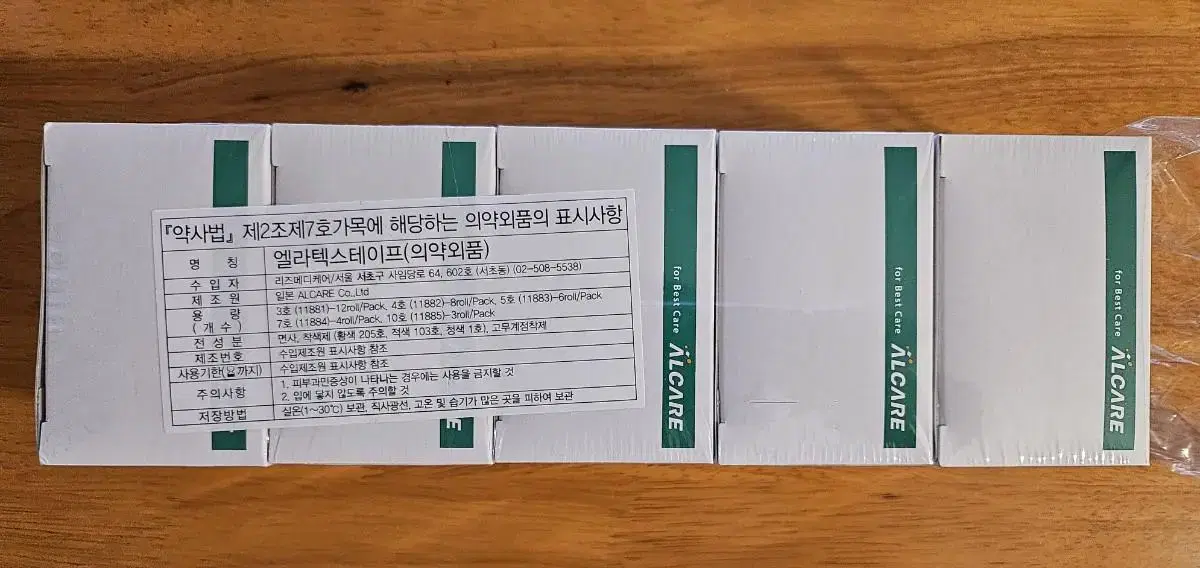 『약사법』 제2조제7호가목에 해당하는 의약외품의 표시사항
명 칭 엘라텍스테이프(의약외품)
수 입 자 리즈메디케어/서울 서초구 사임당로 64, 602호 (서초동) (02-508-5538)
제 조 원 일본 ALCARE Co.,Ltd
용 량 3호 (11881)-12roll/Pack, 4호 (11882)-8roll/Pack, 5호 (11883)-6roll/Pack
( 개 수 ) 7호 (11884)-4roll/Pack, 10호 (11885)-3roll/Pack
전 성 분 면사, 착색제 (황색 205호, 적색 103호, 청색 1호), 고무계점착제
제조번호 수입제조원 표시사항 참조
사용기한(을까지) 수입제조원 표시사항 참조
주의사항 1. 피부과민증상이 나타나는 경우에는 사용을 금지할 것
2. 입에 닿지 않도록 주의할 것
저장방법 실온(1~30℃) 보관, 직사광선, 고온 및 습기가 많은 곳을 피하여 보관
CARE
for Best Care ALCARE
for Best Care ALCARE
for Best Care ALCARE